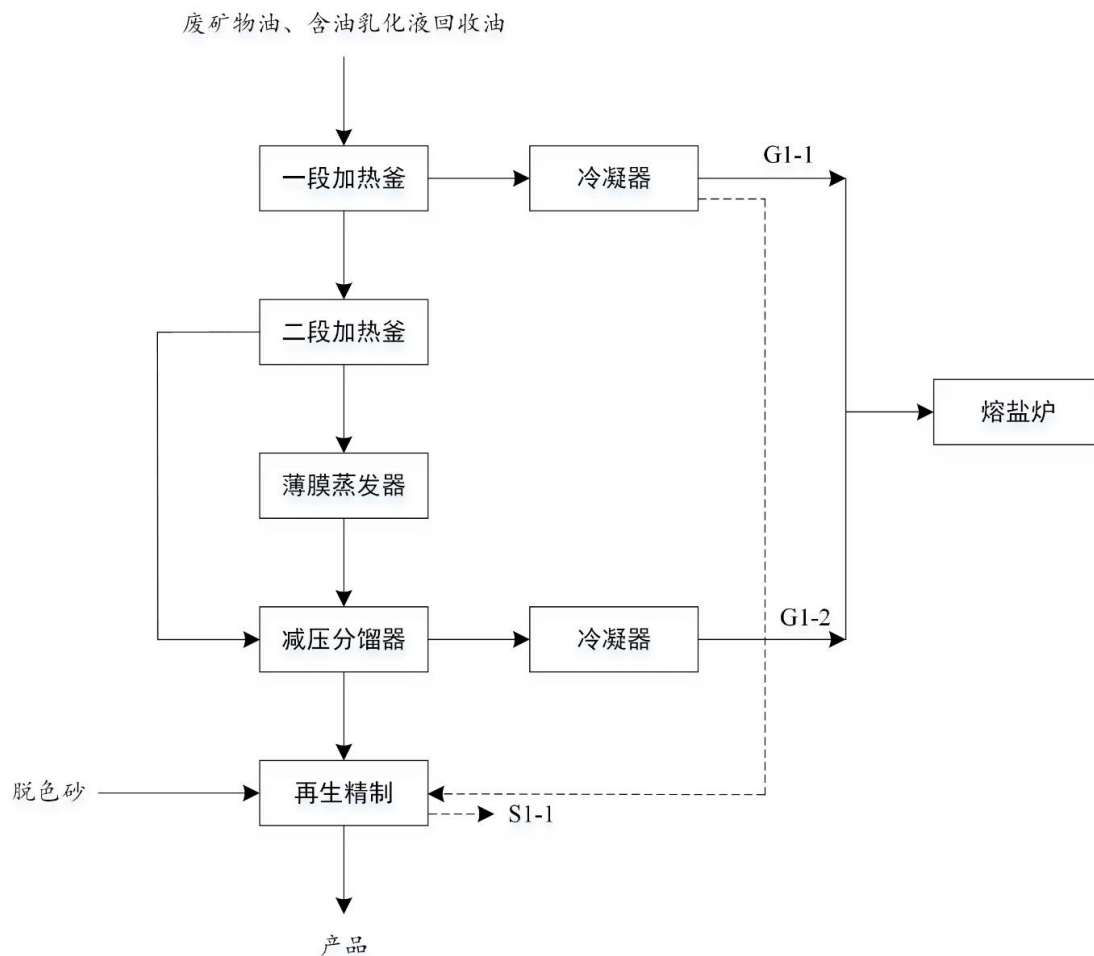 废矿物油、含油乳化液回收油
G1-1
一段加热釜
冷凝器
二段加热釜
熔盐炉
薄膜蒸发器
G1-2
减压分馏器
冷凝器
脱色砂
再生精制
S1-1
产品